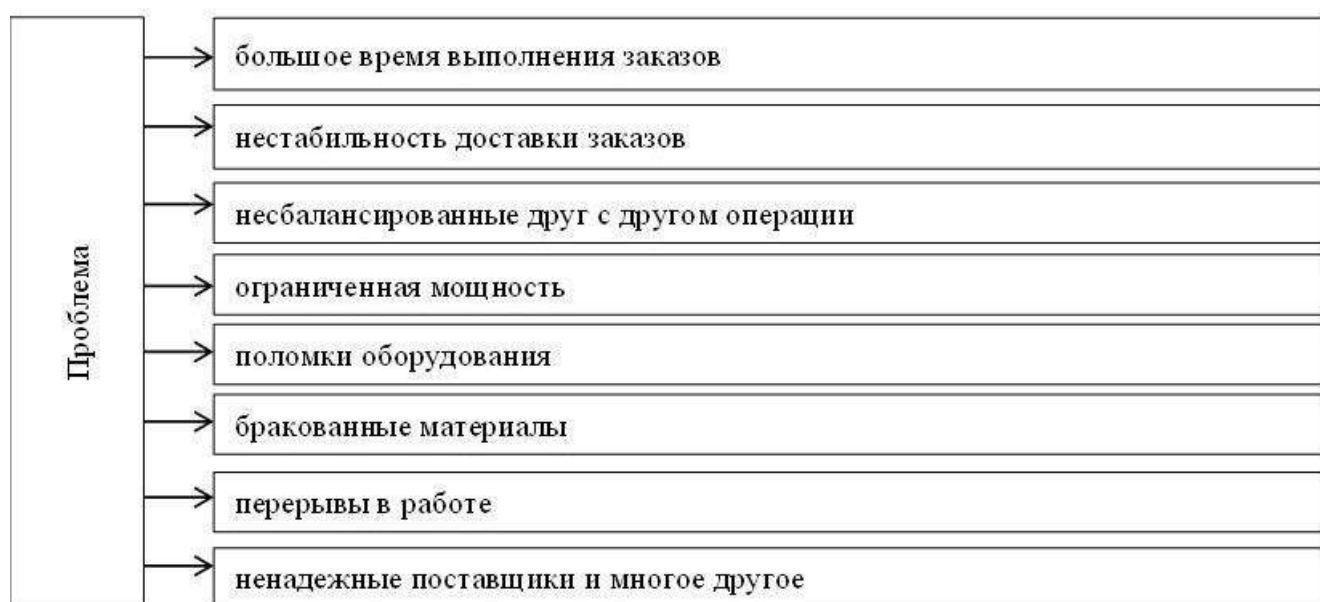 Проблема
большое время выполнения заказов
нестабильность доставки заказов
несбалансированные друг с другом операции
ограниченная мощность
поломки оборудования
бракованные материалы
перерывы в работе
ненадежные поставщики и многое другое